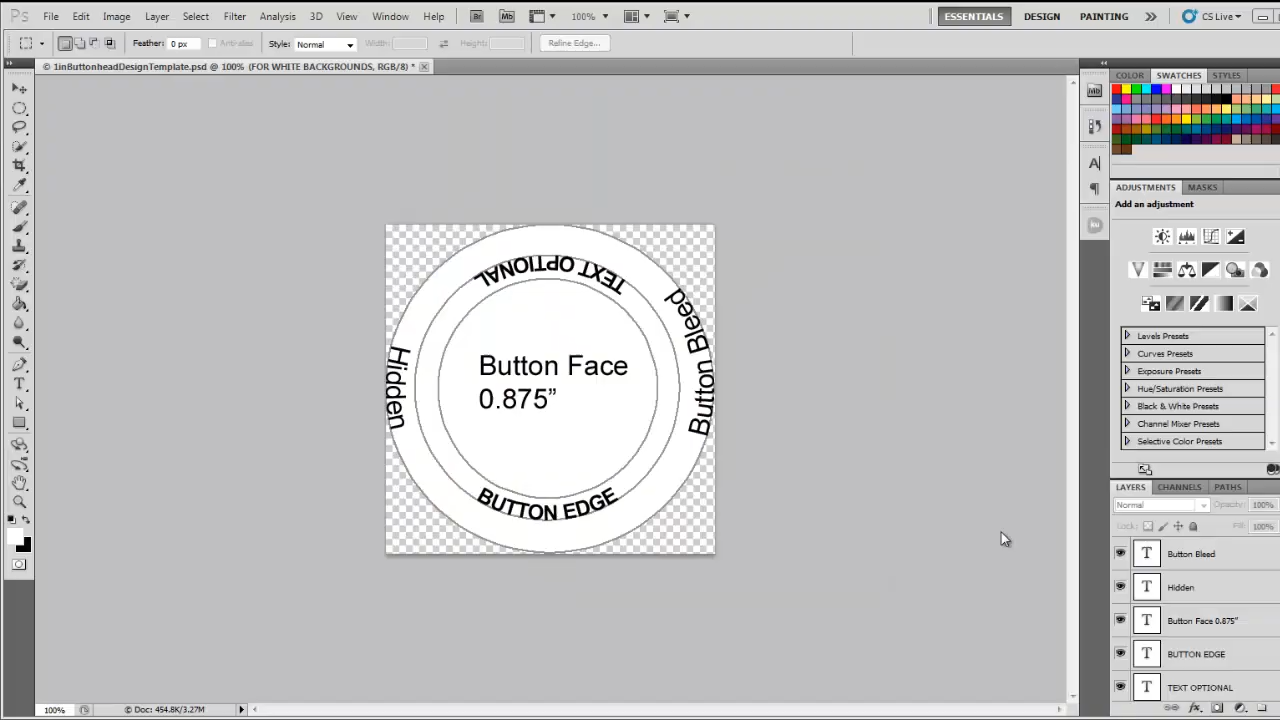 Ps File Edit Image Layer Select Filter Analysis 3D View Window Help Br Mb 100% ESSENTIALS DESIGN PAINTING CS Live
Feather: 0 px Anti-alias Style: Normal Width: Height: Refine Edge...
© 1inButtonheadDesignTemplate.psd @ 100% (FOR WHITE BACKGROUNDS, RGB/8) *
COLOR SWATCHES STYLES
ADJUSTMENTS MASKS
Add an adjustment
Levels Presets
Curves Presets
Exposure Presets
Hue/Saturation Presets
Black & White Presets
Channel Mixer Presets
Selective Color Presets
TEXT OPTIONAL
Button Bleed
Hidden
Button Face
0.875”
BUTTON EDGE
LAYERS CHANNELS PATHS
Normal Opacity: 100%
Lock: Fill: 100%
Button Bleed
Hidden
Button Face 0.875”
BUTTON EDGE
TEXT OPTIONAL
100% © Doc: 454.8K/3.27M